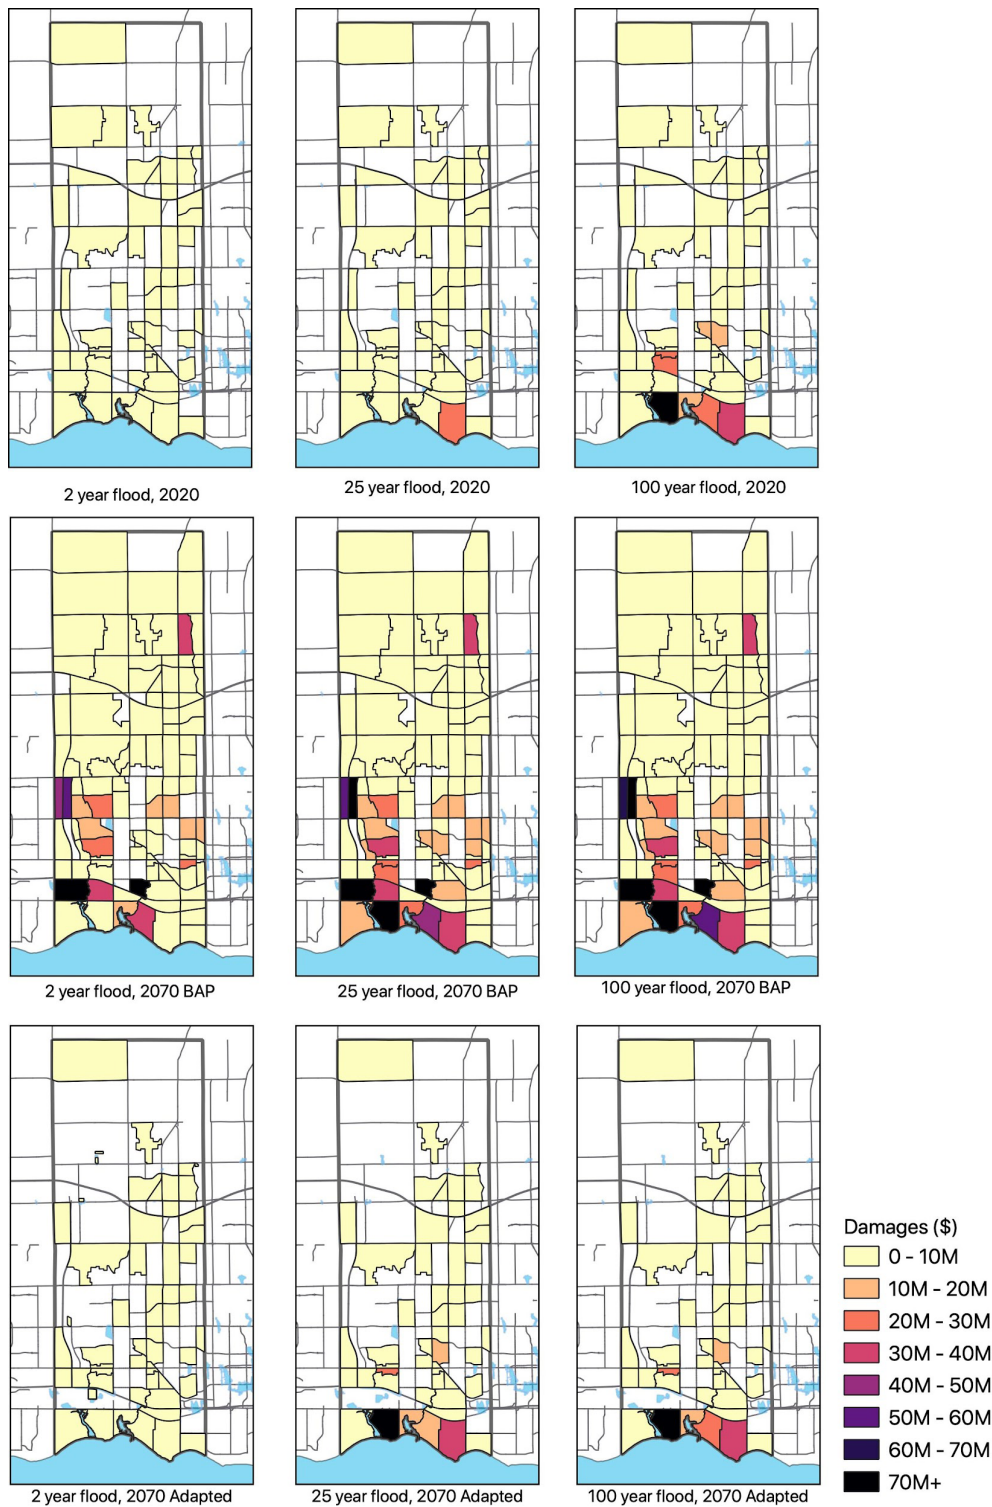 2 year flood, 2020
25 year flood, 2020
100 year flood, 2020
2 year flood, 2070 BAP
25 year flood, 2070 BAP
100 year flood, 2070 BAP
2 year flood, 2070 Adapted
25 year flood, 2070 Adapted
100 year flood, 2070 Adapted
Damages ($)
0 - 10M
10M - 20M
20M - 30M
30M - 40M
40M - 50M
50M - 60M
60M - 70M
70M+